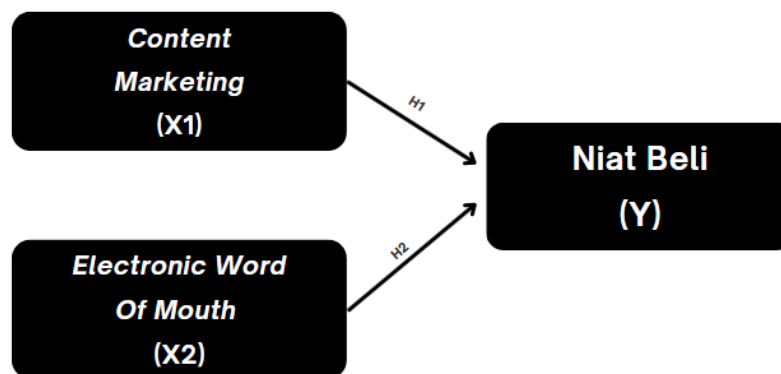 Content
Marketing
(X1)
H1
Niat Beli
(Y)
H2
Electronic Word
Of Mouth
(X2)